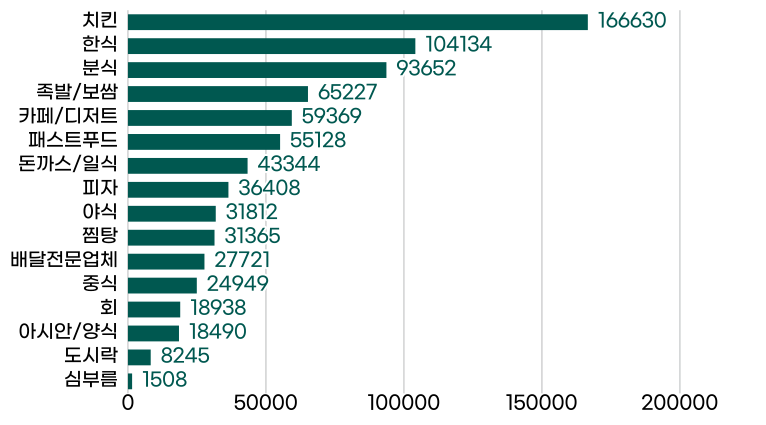 치킨 166630
한식 104134
분식 93652
족발/보쌈 65227
카페/디저트 59369
패스트푸드 55128
돈까스/일식 43344
피자 36408
야식 31812
찜탕 31365
배달전문업체 27721
중식 24949
회 18938
아시안/양식 18490
도시락 8245
심부름 1508
0 50000 100000 150000 200000